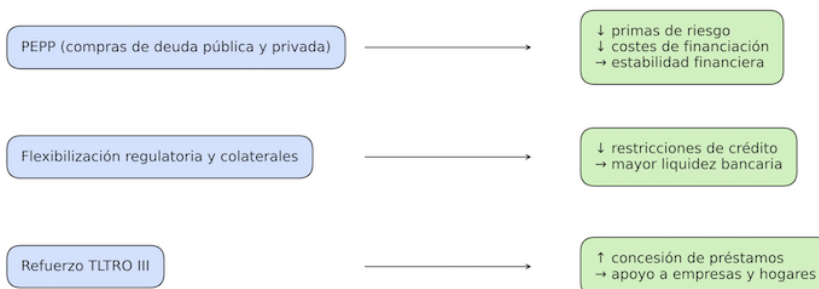 PEPP (compras de deuda pública y privada)
↓ primas de riesgo
↓ costes de financiación
→ estabilidad financiera
Flexibilización regulatoria y colaterales
↓ restricciones de crédito
→ mayor liquidez bancaria
Refuerzo TLTRO III
↑ concesión de préstamos
→ apoyo a empresas y hogares